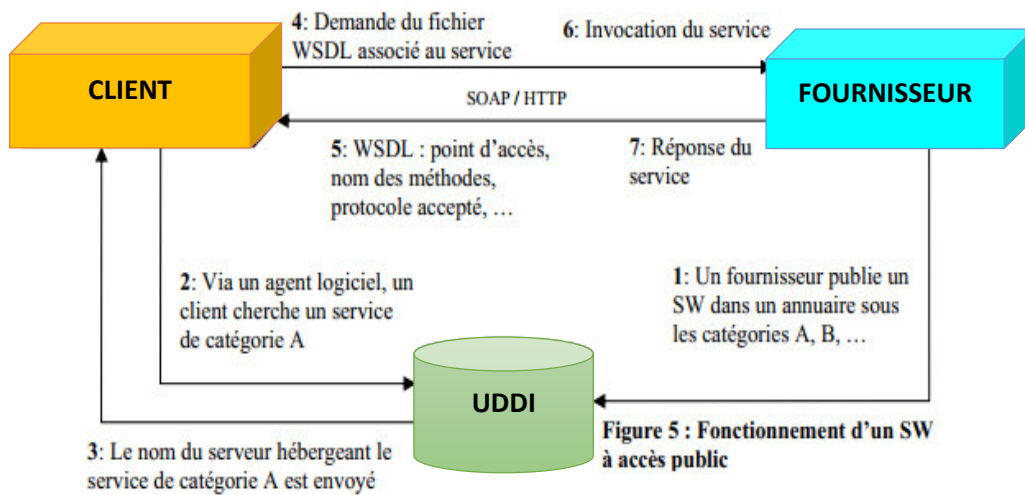 4: Demande du fichier
WSDL associé au service
6: Invocation du service
CLIENT
FOURNISSEUR
SOAP / HTTP
5: WSDL : point d’accès,
nom des méthodes,
protocole accepté, …
7: Réponse du
service
2: Via un agent logiciel, un
client cherche un service
de catégorie A
1: Un fournisseur publie un
SW dans un annuaire sous
les catégories A, B, …
UDDI
Figure 5 : Fonctionnement d’un SW
à accès public
3: Le nom du serveur hébergeant le
service de catégorie A est envoyé